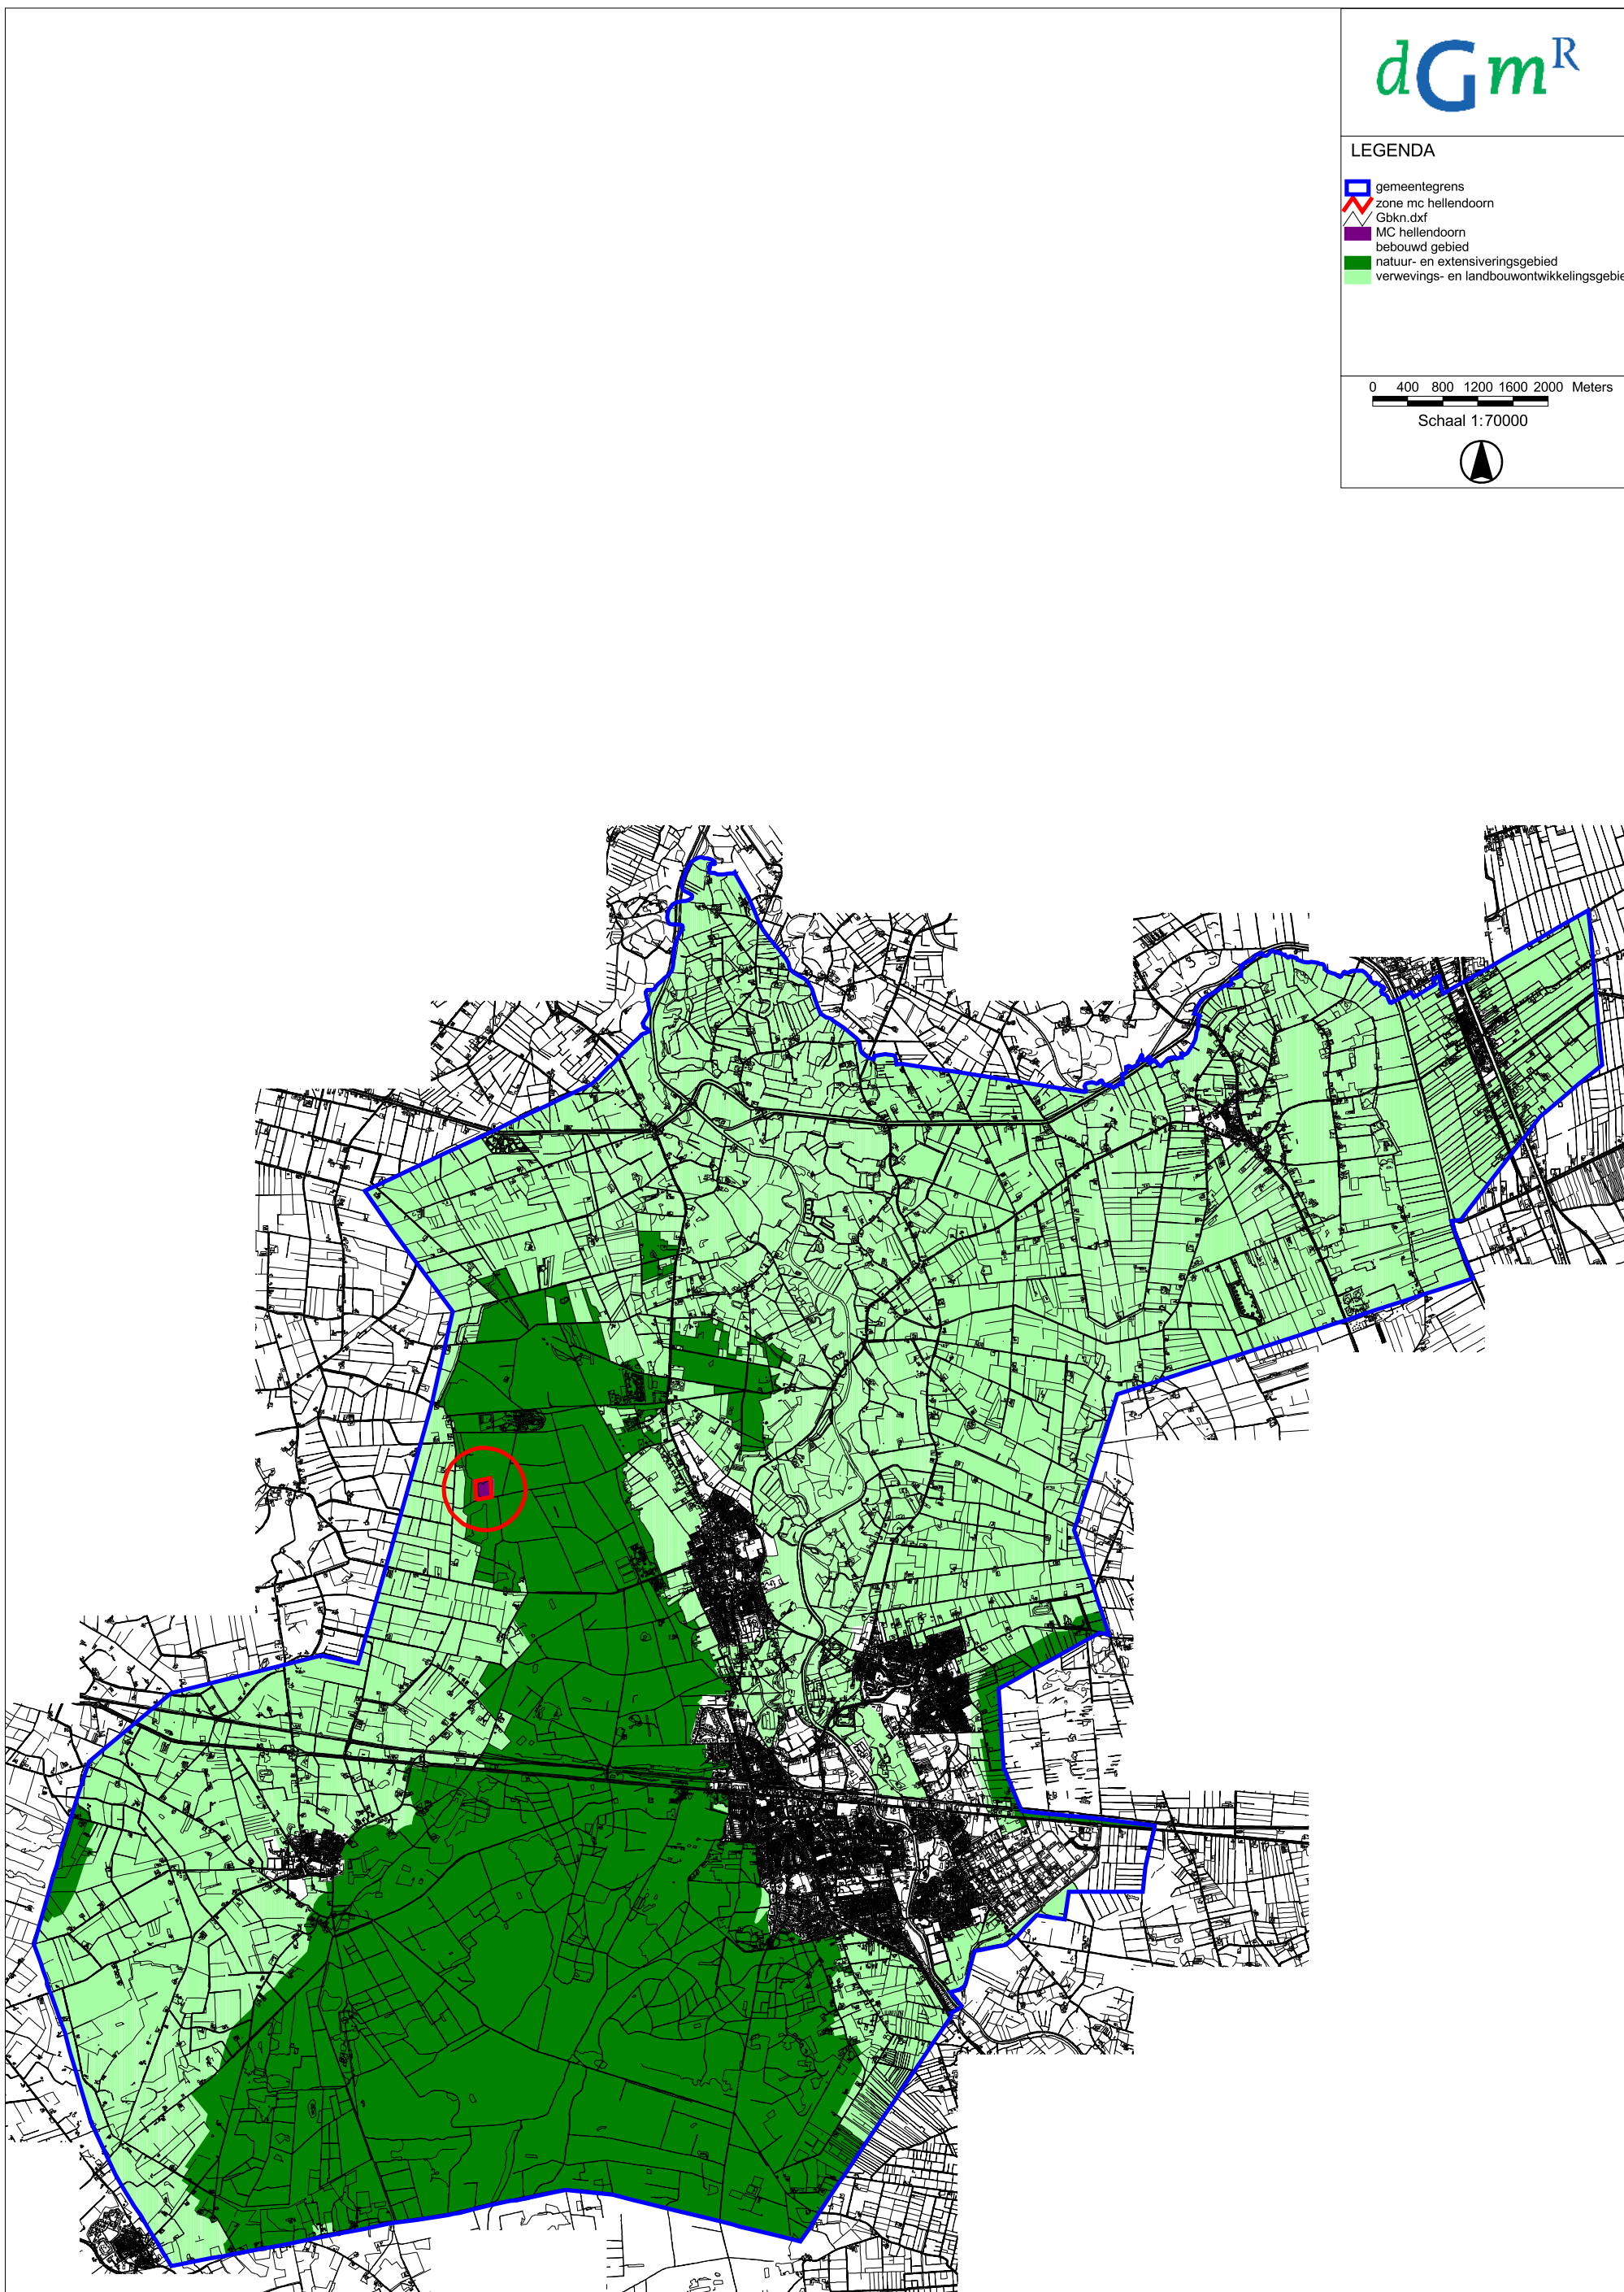 dGmR
LEGENDA
gemeentegrens
zone mc hellendoorn
Gbkn.dxf
MC hellendoorn
bebouwd gebied
natuur- en extensiveringsgebied
verwevings- en landbouwontwikkelingsgebie
0 400 800 1200 1600 2000 Meters
Schaal 1:70000